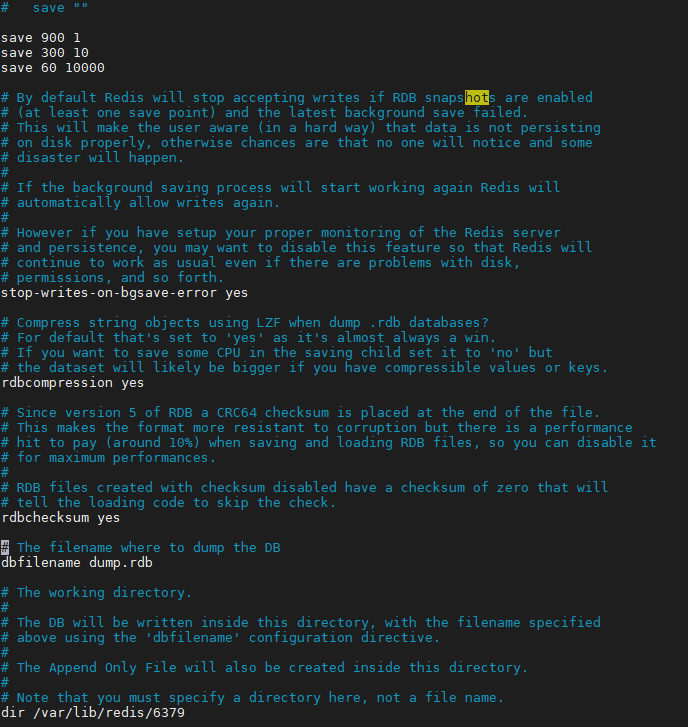 #   save ""
save 900 1
save 300 10
save 60 10000
# By default Redis will stop accepting writes if RDB snapshots are enabled
# (at least one save point) and the latest background save failed.
# This will make the user aware (in a hard way) that data is not persisting
# on disk properly, otherwise chances are that no one will notice and some
# disaster will happen.
#
# If the background saving process will start working again Redis will
# automatically allow writes again.
#
# However if you have setup your proper monitoring of the Redis server
# and persistence, you may want to disable this feature so that Redis will
# continue to work as usual even if there are problems with disk,
# permissions, and so forth.
stop-writes-on-bgsave-error yes
# Compress string objects using LZF when dump .rdb databases?
# For default that's set to 'yes' as it's almost always a win.
# If you want to save some CPU in the saving child set it to 'no' but
# the dataset will likely be bigger if you have compressible values or keys.
rdbcompression yes
# Since version 5 of RDB a CRC64 checksum is placed at the end of the file.
# This makes the format more resistant to corruption but there is a performance
# hit to pay (around 10%) when saving and loading RDB files, so you can disable it
# for maximum performances.
#
# RDB files created with checksum disabled have a checksum of zero that will
# tell the loading code to skip the check.
rdbchecksum yes
# The filename where to dump the DB
dbfilename dump.rdb
# The working directory.
#
# The DB will be written inside this directory, with the filename specified
# above using the 'dbfilename' configuration directive.
#
# The Append Only File will also be created inside this directory.
#
# Note that you must specify a directory here, not a file name.
dir /var/lib/redis/6379